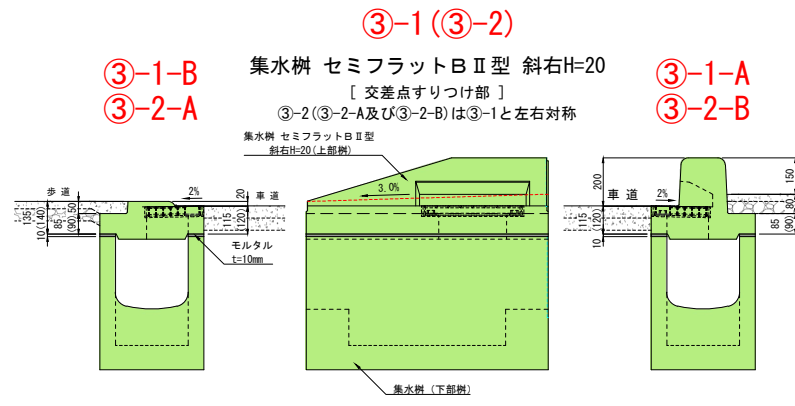 ③-1(③-2)
③-1-B
③-2-A
集水桝 セミフラットＢⅡ型 斜右H=20
[ 交差点すりつけ部 ]
③-2(③-2-A及び③-2-B)は③-1と左右対称
③-1-A
③-2-B
集水桝 セミフラットＢⅡ型
斜右H=20(上部桝)
歩 道
2%
20
車 道
135
(140)
10
85
50
(90)
115
(120)
モルタル
t=10mm
3.0%
集水桝 (下部桝)
200
車 道
2%
115
(120)
10
150
80
85
(90)